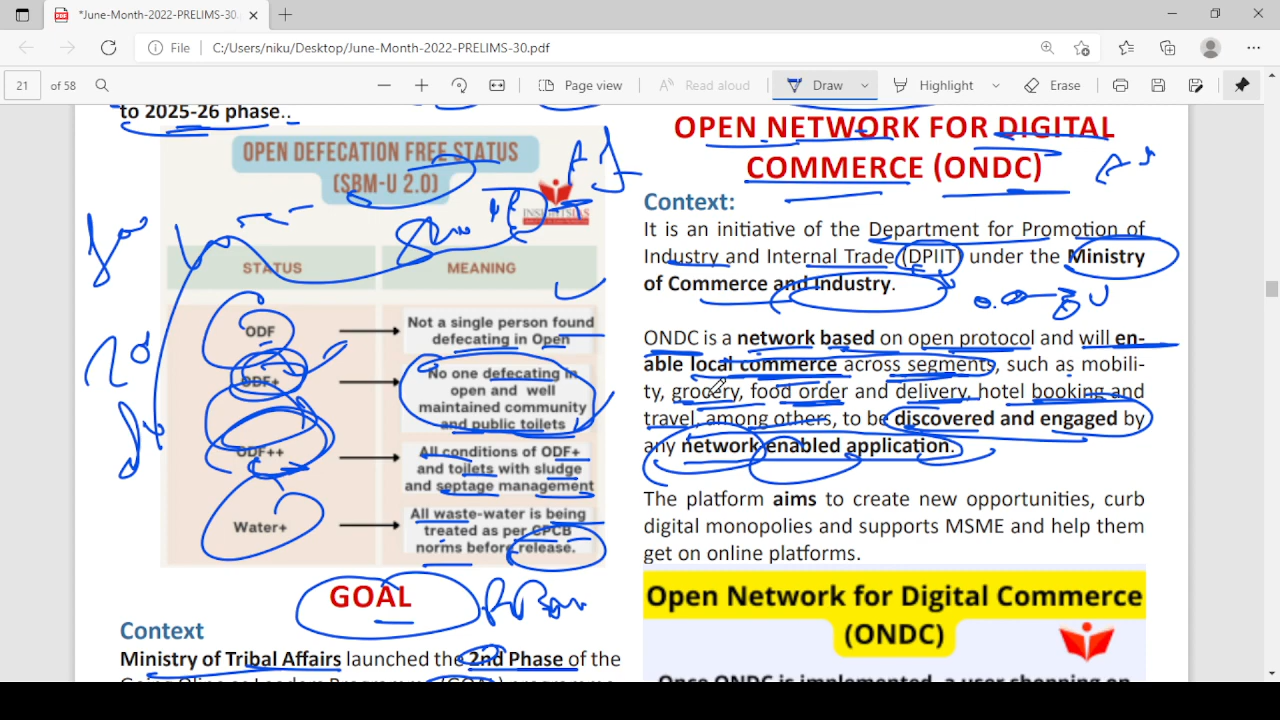 *June-Month-2022-PRELIMS-30.p
File
C:/Users/niku/Desktop/June-Month-2022-PRELIMS-30.pdf
21
of 58
Page view
Read aloud
Draw
Highlight
Erase
to 2025-26 phase..
OPEN DEFECATION FREE STATUS
(SBM-U 2.0)
STATUS
MEANING
ODF
Not a single person found
defecating in Open
ODF+
No one defecating in
open and well
maintained community
and public toilets
ODF++
All conditions of ODF+
and toilets with sludge
and septage management
Water+
All waste-water is being
treated as per CPCB
norms before release.
GOAL
Context
Ministry of Tribal Affairs launched the 2nd Phase of the
OPEN NETWORK FOR DIGITAL
COMMERCE (ONDC)
Context:
It is an initiative of the Department for Promotion of
Industry and Internal Trade (DPIIT) under the Ministry
of Commerce and Industry.
ONDC is a network based on open protocol and will en-
able local commerce across segments, such as mobili-
ty, grocery, food order and delivery, hotel booking and
travel, among others, to be discovered and engaged by
any network enabled application.
The platform aims to create new opportunities, curb
digital monopolies and supports MSME and help them
get on online platforms.
Open Network for Digital Commerce
(ONDC)
Once ONDC is implemented, a user shopping on